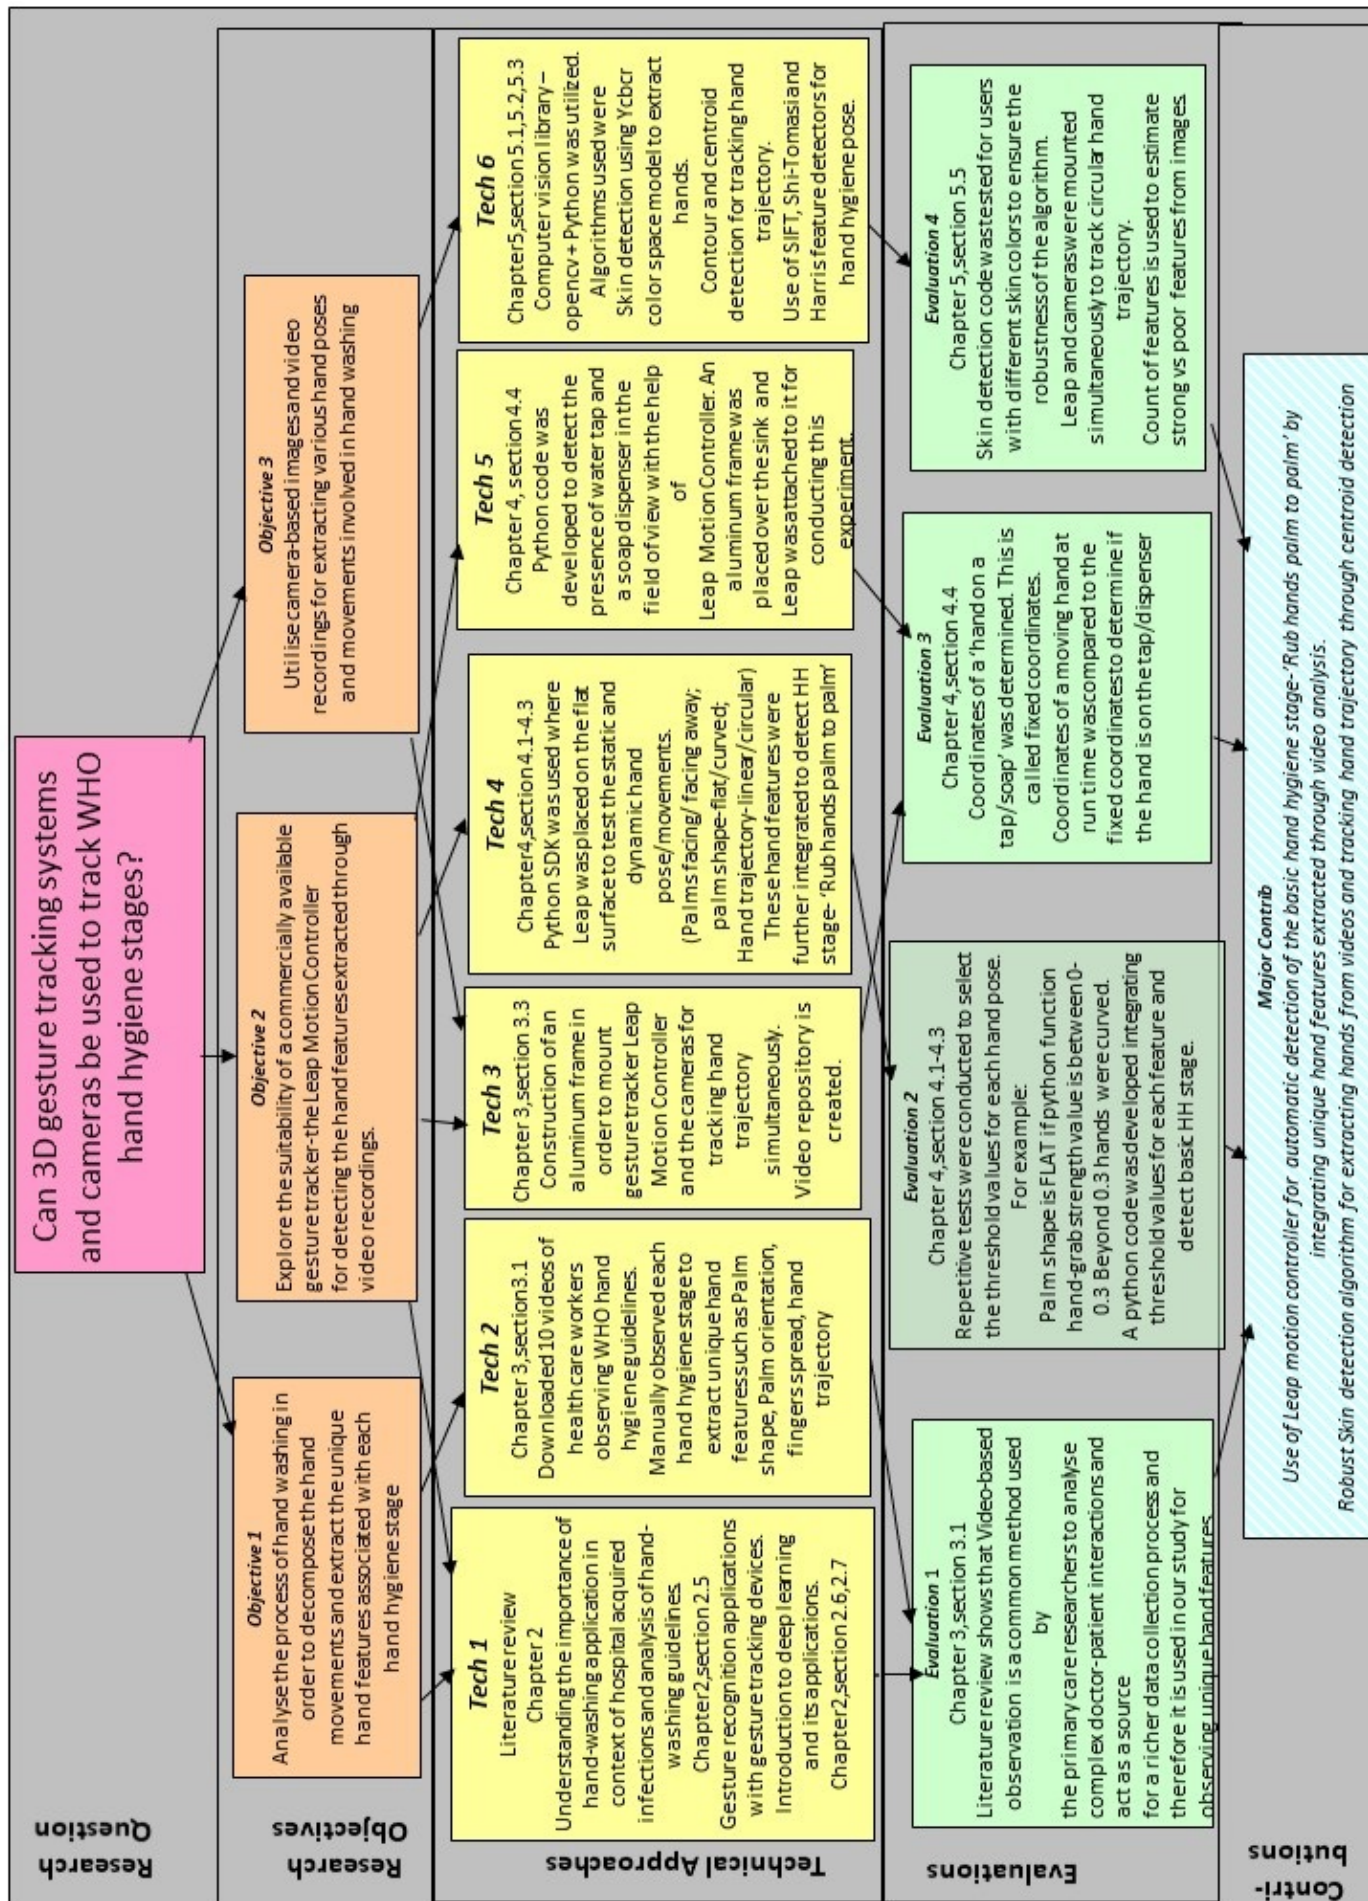 Research
Question
Can 3D gesture tracking systems
and cameras be used to track WHO
hand hygiene stages?
Research
Objectives
Objective 1
Analyse the process of hand washing in
order to decompose the hand
movements and extract the unique
hand features associated with each
hand hygiene stage
Objective 2
Explore the suitability of a commercially available
gesture tracker-the Leap Motion Controller
for detecting the hand features extracted through
video recordings.
Objective 3
Utilise camera-based images and video
recordings for extracting various hand poses
and movements involved in hand washing
Technical Approaches
Tech 1
Literature review
Chapter 2
Understanding the importance of
hand-washing application in
context of hospital acquired
infections and analysis of hand-
washing guidelines.
Chapter2,section 2.5
Gesture recognition applications
with gesture tracking devices.
Introduction to deep learning
and its applications.
Chapter2,section 2.6,2.7
Tech 2
Chapter 3,section3.1
Downloaded 10 videos of
healthcare workers
observing WHO hand
hygiene guidelines.
Manually observed each
hand hygiene stage to
extract unique hand
features such as Palm
shape, Palm orientation,
fingers spread, hand
trajectory
Tech 3
Chapter 3,section 3.3
Construction of an
aluminum frame in
order to mount
gesture tracker Leap
Motion Controller
and the cameras for
tracking hand
trajectory
simultaneously.
Video repository is
created.
Tech 4
Chapter4,section 4.1-4.3
Python SDK was used where
Leap was placed on the flat
surface to test the static and
dynamic hand
pose/movements.
(Palms facing/ facing away;
palm shape-flat/curved;
Hand trajectory-linear/circular)
These hand features were
further integrated to detect HH
stage- ‘Rub hands palm to palm’
Tech 5
Chapter 4, section 4.4
Python code was
developed to detect the
presence of water tap and
a soap dispenser in the
field of view with the help
of
Leap Motion Controller. An
aluminum frame was
placed over the sink and
Leap was attached to it for
conducting this
experiment.
Tech 6
Chapter5,section 5.1,5.2,5.3
Computer vision library –
opencv + Python was utilized.
Algorithms used were
Skin detection using Ycbcr
color space model to extract
hands.
Contour and centroid
detection for tracking hand
trajectory.
Use of SIFT, Shi-Tomasi and
Harris feature detectors for
hand hygiene pose.
Evaluations
Evaluation 1
Chapter 3,section 3.1
Literature review shows that Video-based
observation is a common method used
by
the primary care researchers to analyse
complex doctor-patient interactions and
act as a source
for a richer data collection process and
therefore it is used in our study for
observing unique hand features
Evaluation 2
Chapter 4,section 4.1-4.3
Repetitive tests were conducted to select
the threshold values for each hand pose.
For example:
Palm shape is FLAT if python function
hand-grab strength value is between 0-
0.3 Beyond 0.3 hands were curved.
A python code was developed integrating
threshold values for each feature and
detect basic HH stage.
Evaluation 3
Chapter 4,section 4.4
Coordinates of a ‘hand on a
tap/soap’ was determined. This is
called fixed coordinates.
Coordinates of a moving hand at
run time was compared to the
fixed coordinates to determine if
the hand is on the tap/dispenser
Evaluation 4
Chapter 5,section 5.5
Skin detection code was tested for users
with different skin colors to ensure the
robustness of the algorithm.
Leap and cameras were mounted
simultaneously to track circular hand
trajectory.
Count of features is used to estimate
strong vs poor features from images.
Contri-
butions
Major Contrib
Use of Leap motion controller for automatic detection of the basic hand hygiene stage- ‘Rub hands palm to palm’ by
integrating unique hand features extracted through video analysis.
Robust Skin detection algorithm for extracting hands from videos and tracking hand trajectory through centroid detection